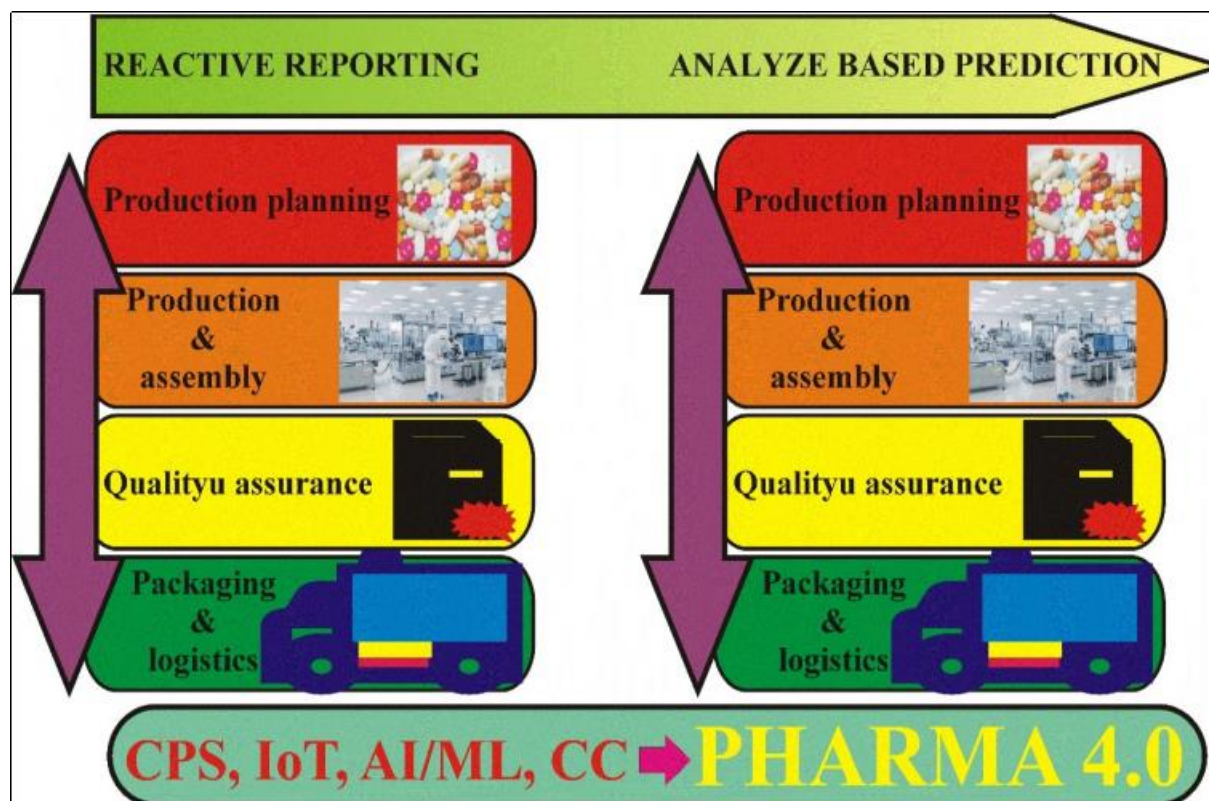 REACTIVE REPORTING
ANALYZE BASED PREDICTION
Production planning
Production
&
assembly
Qualityu assurance
Packaging
&
logistics
Production planning
Production
&
assembly
Qualityu assurance
Packaging
&
logistics
CPS, IoT, AI/ML, CC
PHARMA 4.0